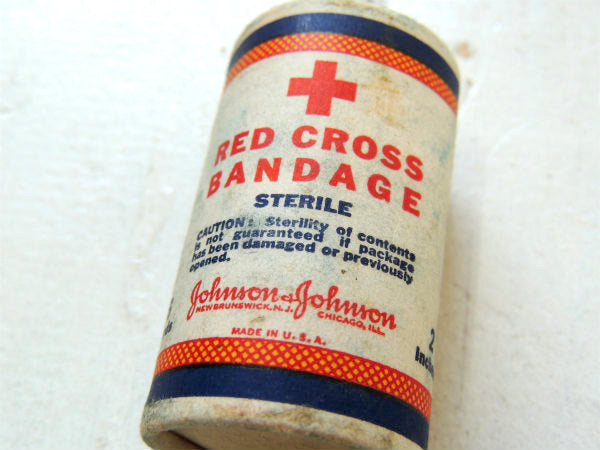 RED CROSS
BANDAGE
STERILE
CAUTION: Sterility of contents
is not guaranteed if package
has been damaged or previously
opened.
Johnson & Johnson
NEW BRUNSWICK, N.J. CHICAGO, ILL.
MADE IN U.S.A.
2